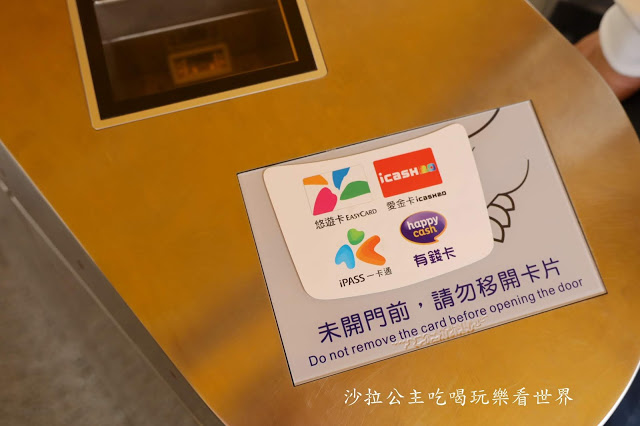 悠遊卡 EASYCARD
icash2.0
愛金卡 icash2.0
iPASS 一卡通
happy cash
有錢卡
未開門前，請勿移開卡片
Do not remove the card before opening the door
沙拉公主吃喝玩樂看世界